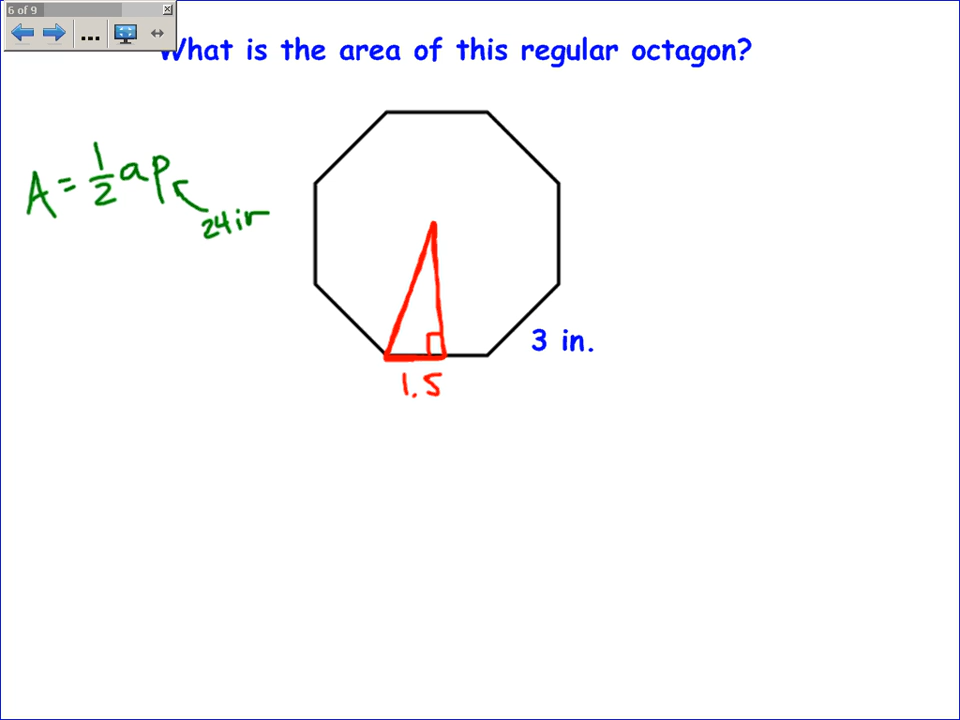 6 of 9
...
What is the area of this regular octagon?
A = 1/2 ap
24 in
3 in.
1.5